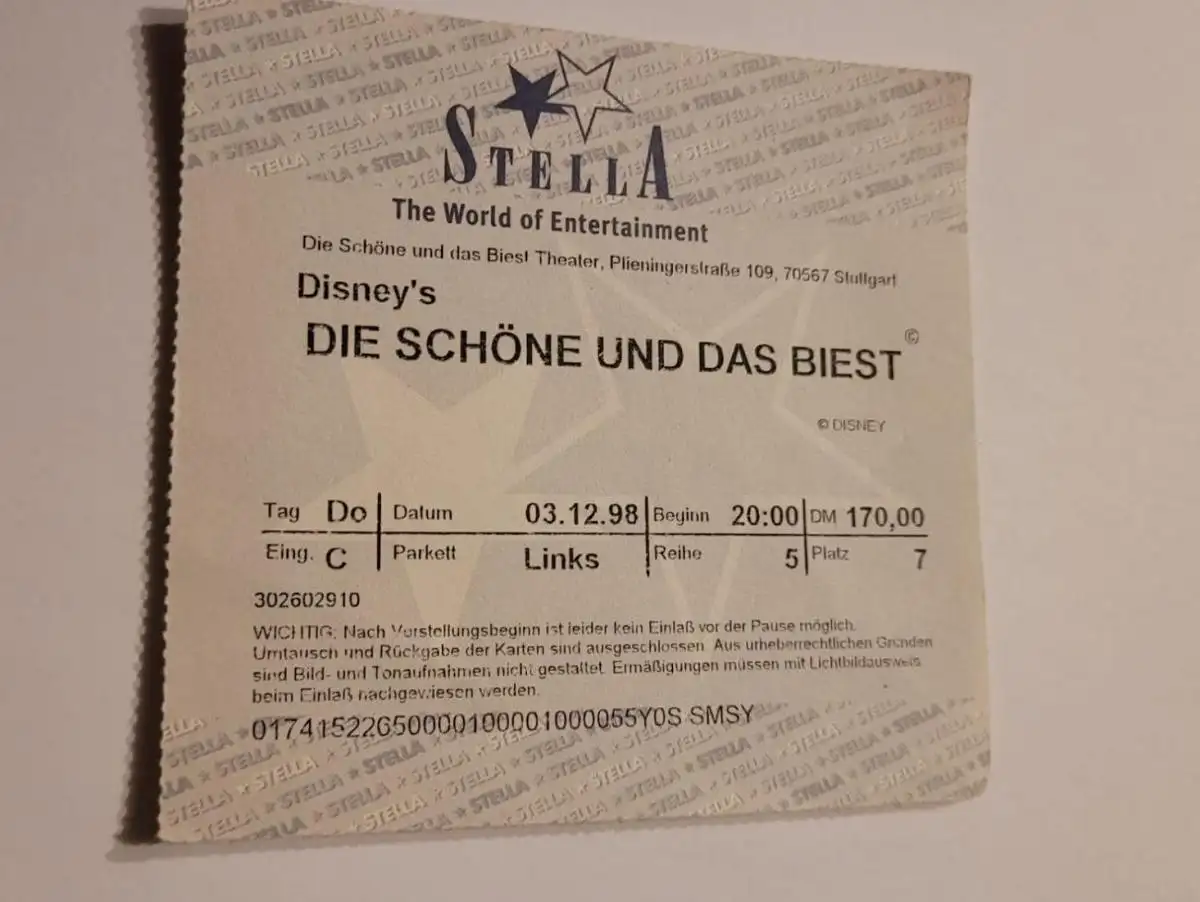 STELLA
The World of Entertainment
Die Schöne und das Biest Theater, Plieningerstraße 109, 70567 Stuttgart
Disney's
DIE SCHÖNE UND DAS BIEST ©
© DISNEY
Tag Do Datum 03.12.98 Beginn 20:00 DM 170,00
Eing. C Parkett Links Reihe 5 Platz 7
302602910
WICHTIG: Nach Vorstellungsbeginn ist leider kein Einlaß vor der Pause möglich.
Umtausch und Rückgabe der Karten sind ausgeschlossen. Aus urheberrechtlichen Gründen
sind Bild- und Tonaufnahmen nicht gestattet. Ermäßigungen müssen mit Lichtbildausweis
beim Einlaß nachgewiesen werden.
01741522650000100001000055Y0S SMSY